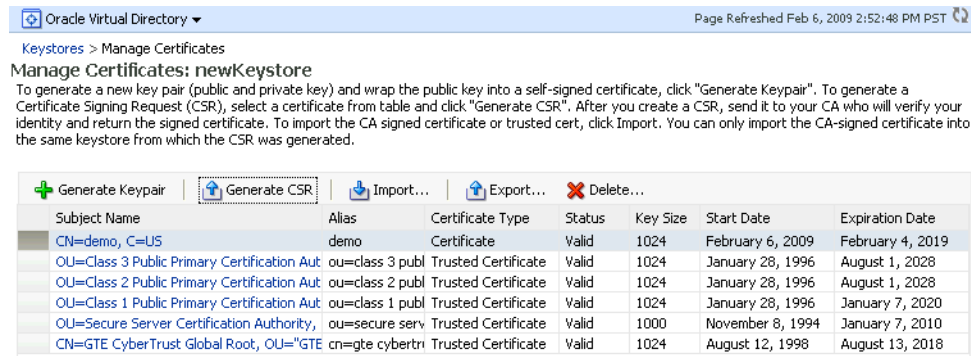 Oracle Virtual Directory Page Refreshed Feb 6, 2009 2:52:48 PM PST
Keystores > Manage Certificates
Manage Certificates: newKeystore
To generate a new key pair (public and private key) and wrap the public key into a self-signed certificate, click "Generate Keypair". To generate a
Certificate Signing Request (CSR), select a certificate from table and click "Generate CSR". After you create a CSR, send it to your CA who will verify your
identity and return the signed certificate. To import the CA signed certificate or trusted cert, click Import. You can only import the CA-signed certificate into
the same keystore from which the CSR was generated.
Generate Keypair Generate CSR Import... Export... Delete...
Subject Name Alias Certificate Type Status Key Size Start Date Expiration Date
CN=demo, C=US demo Certificate Valid 1024 February 6, 2009 February 4, 2019
OU=Class 3 Public Primary Certification Aut ou=class 3 publ Trusted Certificate Valid 1024 January 28, 1996 August 1, 2028
OU=Class 2 Public Primary Certification Aut ou=class 2 publ Trusted Certificate Valid 1024 January 28, 1996 August 1, 2028
OU=Class 1 Public Primary Certification Aut ou=class 1 publ Trusted Certificate Valid 1024 January 28, 1996 January 7, 2020
OU=Secure Server Certification Authority, ou=secure serv Trusted Certificate Valid 1000 November 8, 1994 January 7, 2010
CN=GTE CyberTrust Global Root, OU="GTE cn=gte cybertru Trusted Certificate Valid 1024 August 12, 1998 August 13, 2018